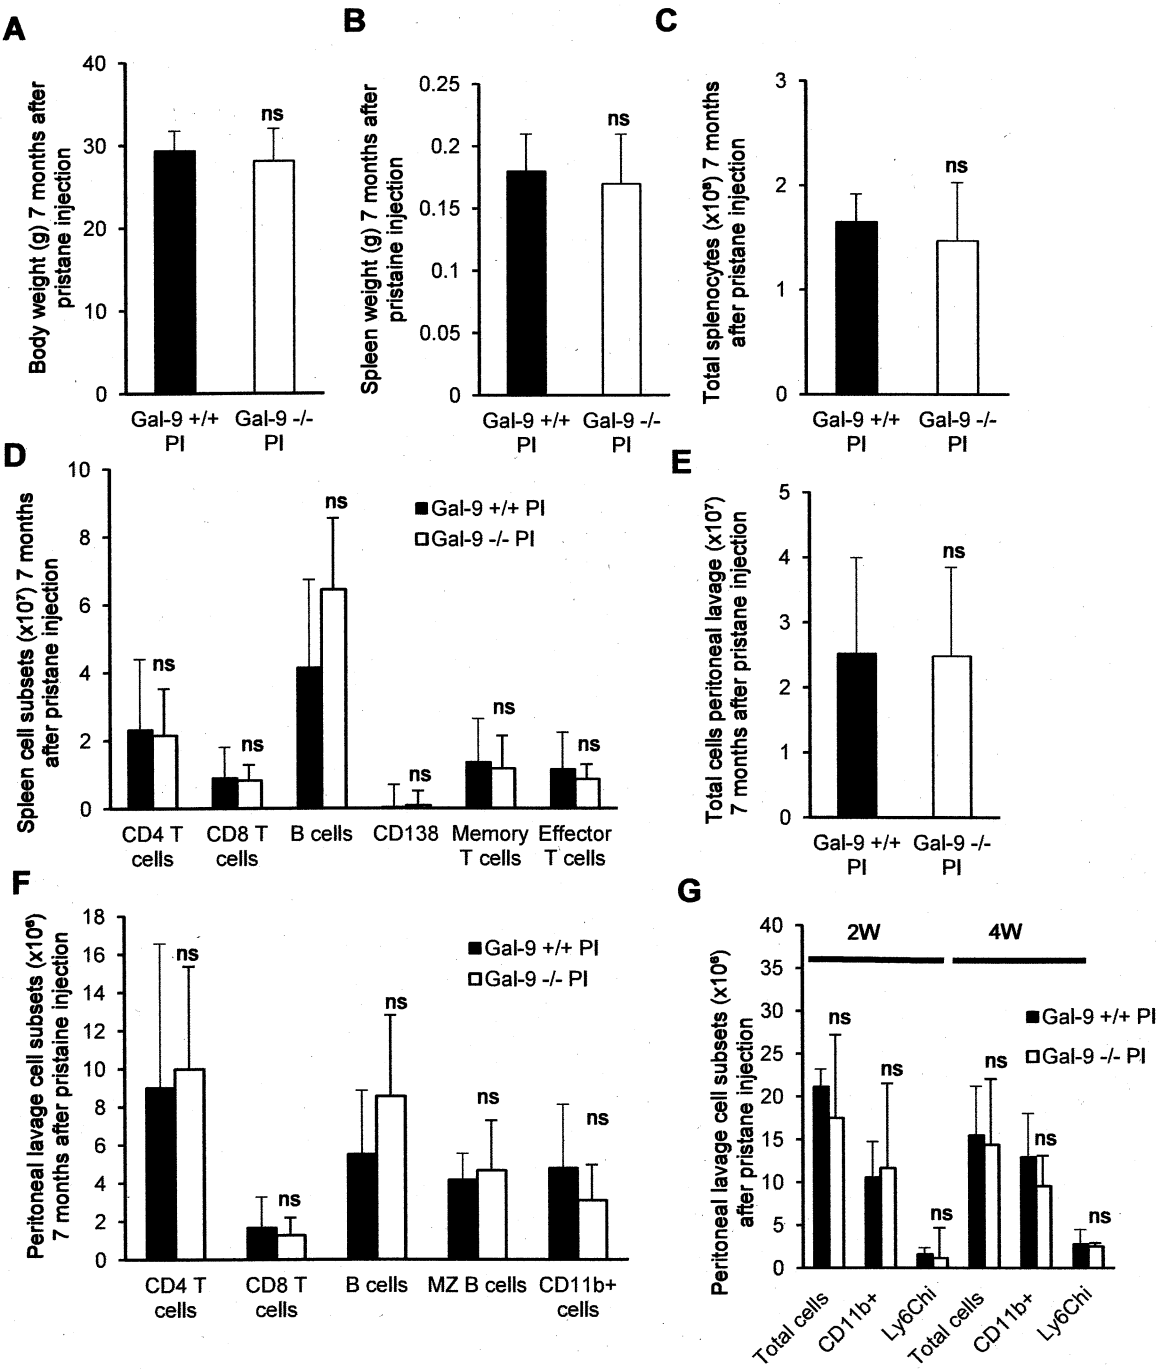 A
Body weight (g) 7 months after
pristane injection
40
30
20
10
0
ns
Gal-9 +/+
PI
Gal-9 -/-
PI
B
Spleen weight (g) 7 months after
pristaine injection
0.25
0.2
0.15
0.1
0.05
0
ns
Gal-9 +/+
PI
Gal-9 -/-
PI
C
Total splenocytes (x10⁸) 7 months
after pristane injection
3
2
1
0
ns
Gal-9 +/+
PI
Gal-9 -/-
PI
D
Spleen cell subsets (x10⁷) 7 months
after pristane injection
10
8
6
4
2
0
Gal-9 +/+ PI
Gal-9 -/- PI
ns
ns
ns
ns
ns
ns
CD4 T
cells
CD8 T
cells
B cells
CD138
Memory
T cells
Effector
T cells
E
Total cells peritoneal lavage (x10⁷)
7 months after pristane injection
5
4
3
2
1
0
ns
Gal-9 +/+
PI
Gal-9 -/-
PI
F
Peritoneal lavage cell subsets (x10⁶)
7 months after pristaine injection
18
16
14
12
10
8
6
4
2
0
Gal-9 +/+ PI
Gal-9 -/- PI
ns
ns
ns
ns
ns
CD4 T
cells
CD8 T
cells
B cells
MZ B cells
CD11b+
cells
G
Peritoneal lavage cell subsets (x10⁶)
after pristane injection
40
35
30
25
20
15
10
5
0
2W
4W
Gal-9 +/+ PI
Gal-9 -/- PI
ns
ns
ns
ns
ns
ns
Total cells
CD11b+
Ly6Chi
Total cells
CD11b+
Ly6Chi